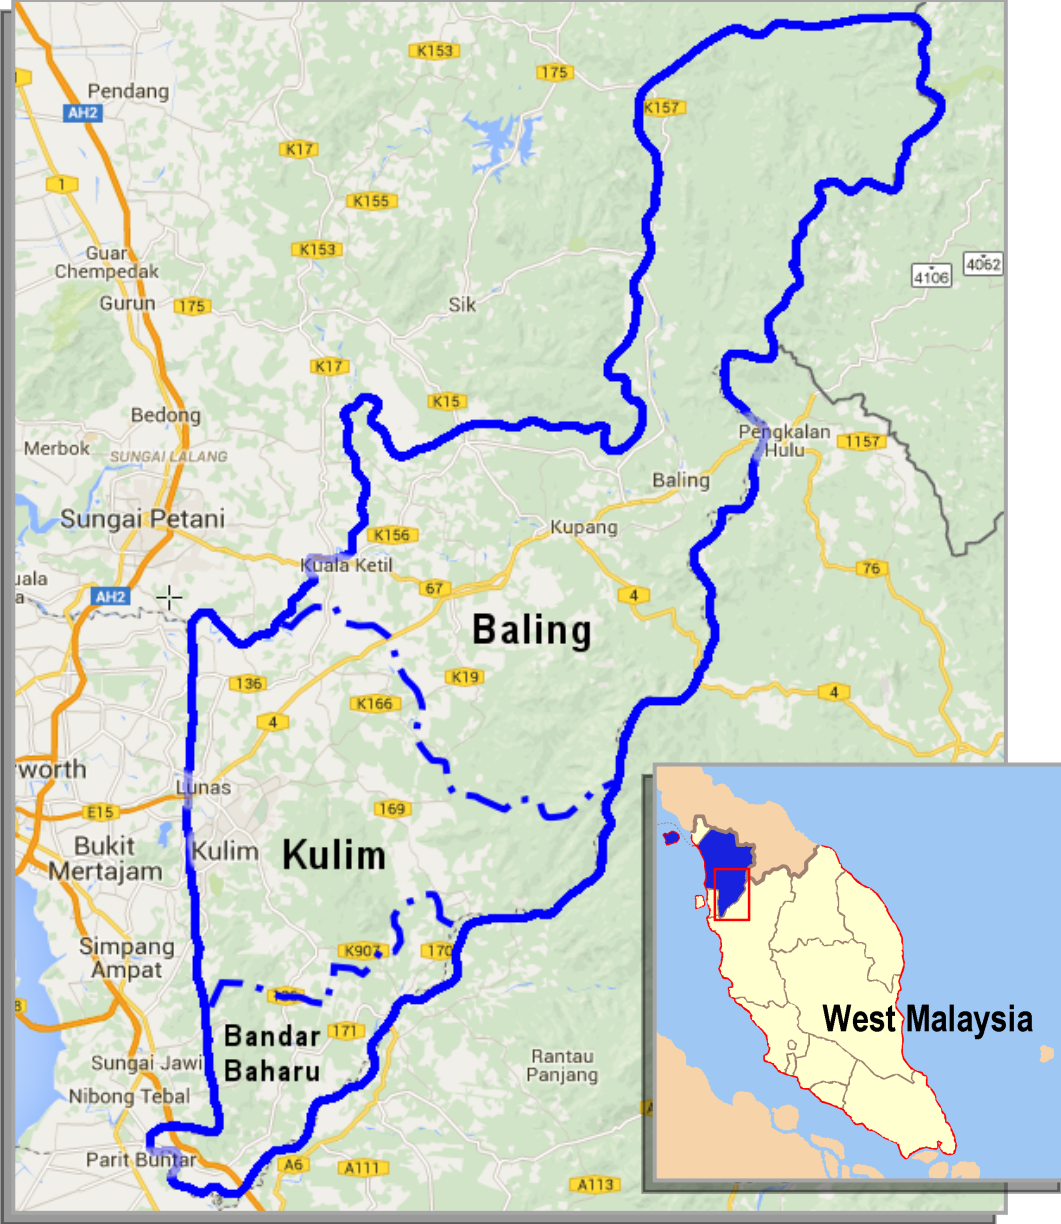 K153
175
Pendang
AH2
K157
K17
1
K155
K153
Guar
Chempedak
4062
4106
Gurun
175
Sik
K17
K15
Bedong
Merbok
SUNGAI LALANG
Pengkalan
Hulu
1157
Baling
Sungai Petani
Kupang
K156
Kuala Ketil
76
uala
a
AH2
67
4
Baling
K19
136
K166
4
4
worth
Lunas
E15
169
Bukit
Mertajam
Kulim
Kulim
Simpang
Ampat
K907
170
8
West Malaysia
Bandar
Baharu
171
Sungai Jawi
Rantau
Panjang
Nibong Tebal
A
Parit Buntar
A6
A111
A113